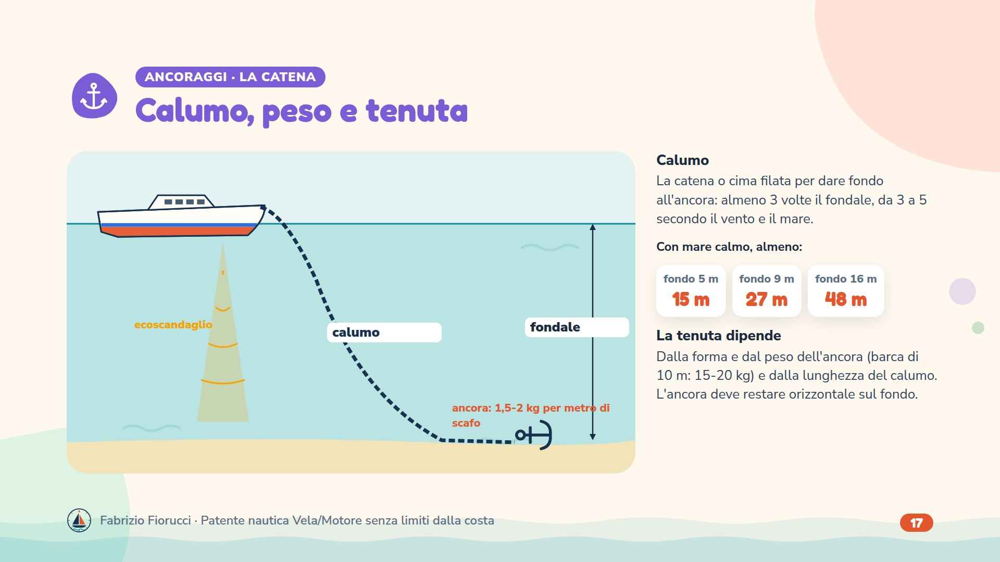 ANCORAGGI · LA CATENA
Calumo, peso e tenuta
ecoscandaglio
calumo
fondale
ancora: 1,5-2 kg per metro di
scafo
Calumo
La catena o cima filata per dare fondo
all'ancora: almeno 3 volte il fondale, da 3 a 5
secondo il vento e il mare.
Con mare calmo, almeno:
fondo 5 m
15 m
fondo 9 m
27 m
fondo 16 m
48 m
La tenuta dipende
Dalla forma e dal peso dell'ancora (barca di
10 m: 15-20 kg) e dalla lunghezza del calumo.
L'ancora deve restare orizzontale sul fondo.
Fabrizio Fiorucci · Patente nautica Vela/Motore senza limiti dalla costa
17